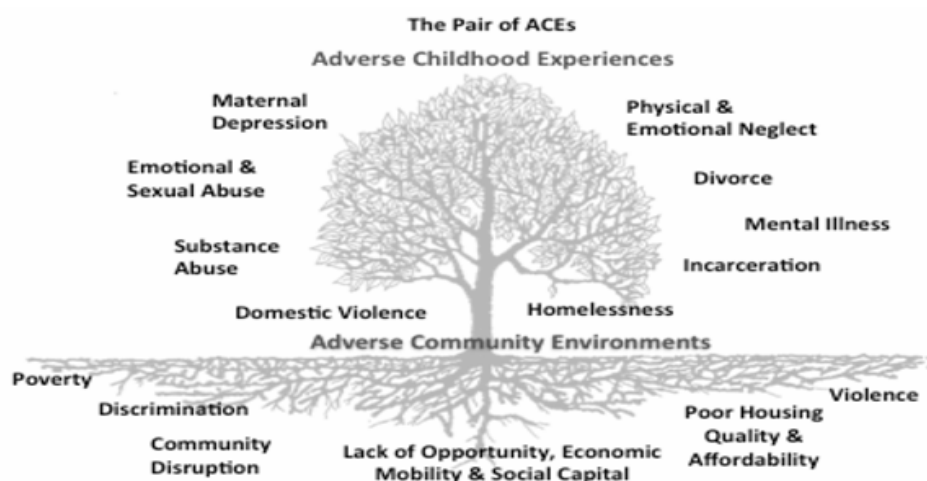 The Pair of ACEs
Adverse Childhood Experiences
Maternal
Depression
Physical &
Emotional Neglect
Emotional &
Sexual Abuse
Divorce
Mental Illness
Substance
Abuse
Incarceration
Domestic Violence
Homelessness
Adverse Community Environments
Poverty
Violence
Discrimination
Poor Housing
Quality &
Affordability
Community
Disruption
Lack of Opportunity, Economic
Mobility & Social Capital